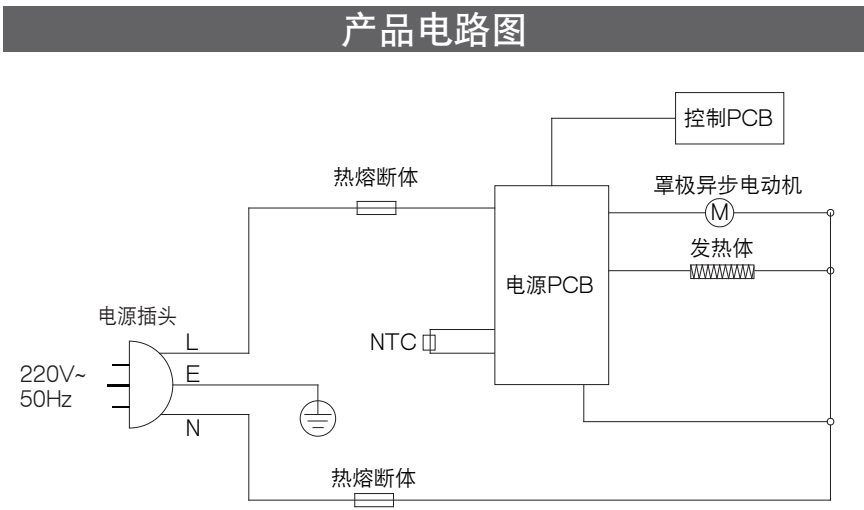 产品电路图
控制PCB
热熔断体
罩极异步电动机
M
发热体
电源PCB
电源插头
NTC
L
220V~
50Hz
E
N
热熔断体